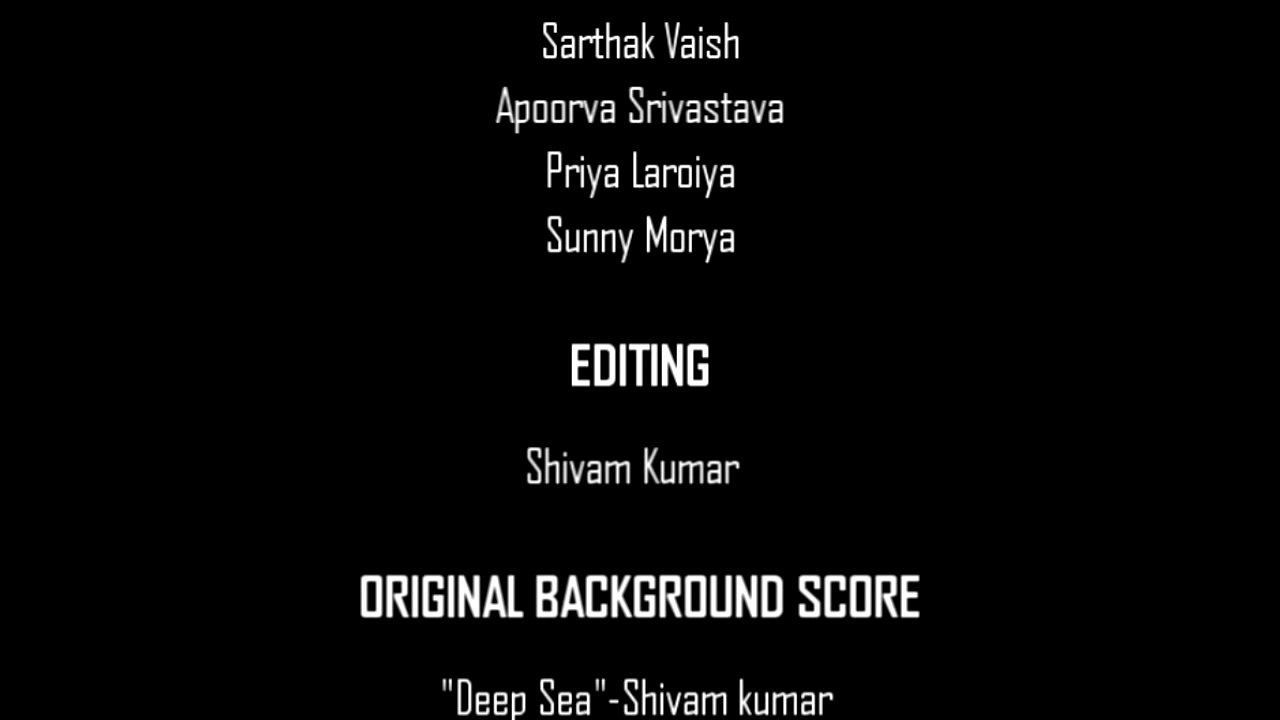 Sarthak Vaish
Apoorva Srivastava
Priya Laroiya
Sunny Morya
EDITING
Shivam Kumar
ORIGINAL BACKGROUND SCORE
"Deep Sea"-Shivam kumar